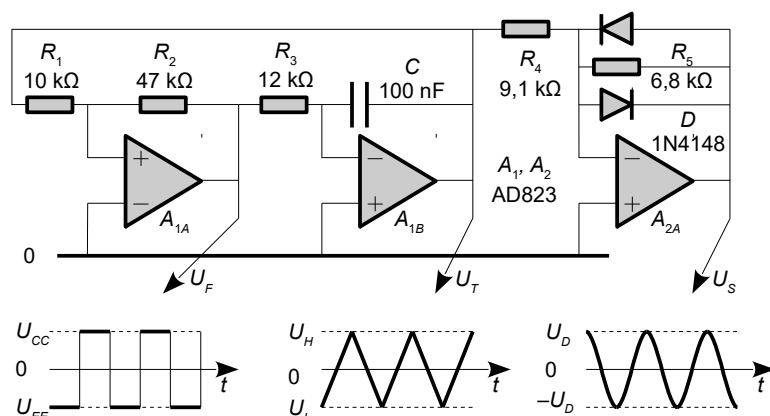 R1
10 kΩ
R2
47 kΩ
R3
12 kΩ
C
100 nF
R4
9,1 kΩ
R5
6,8 kΩ
D
1N4148
+
−
A1A
−
+
A1B
A1, A2
AD823
−
+
A2A
0
UF
UT
US
UCC
0
UEE
t
UH
0
t
UD
0
−UD
t